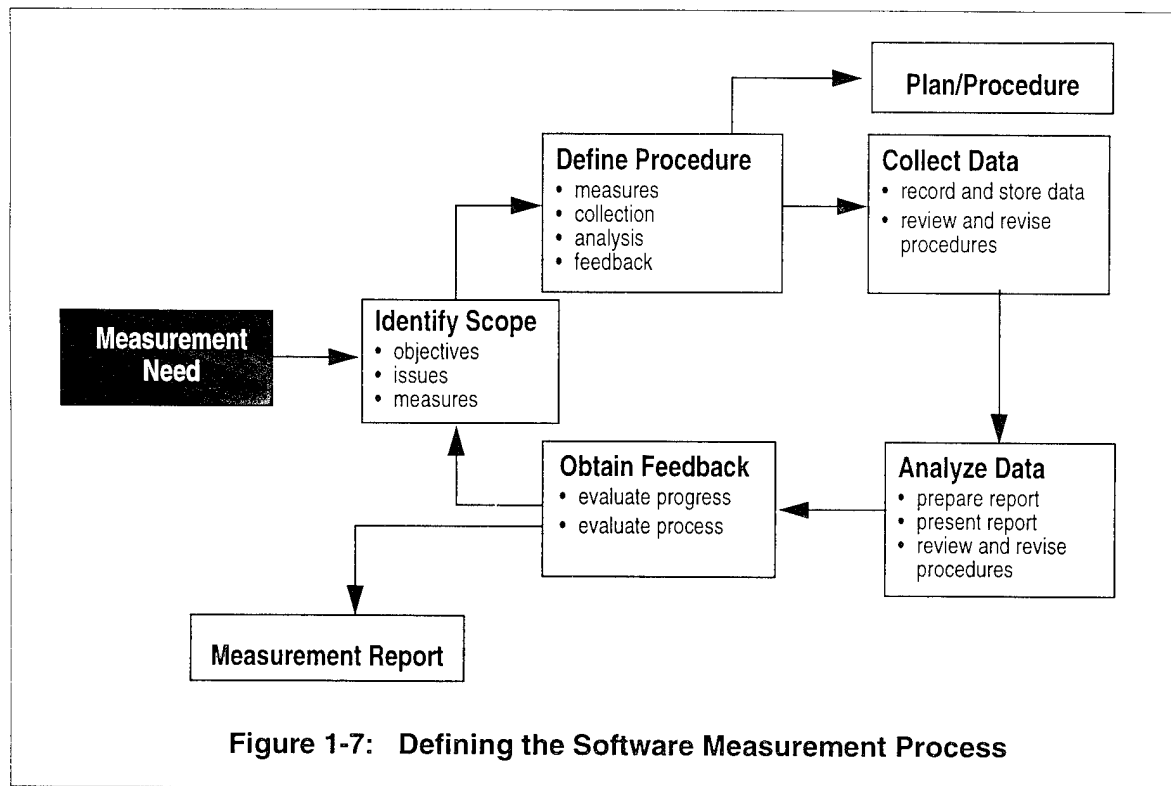 Plan/Procedure
Define Procedure
• measures
• collection
• analysis
• feedback
Collect Data
• record and store data
• review and revise
procedures
Measurement
Need
Identify Scope
• objectives
• issues
• measures
Obtain Feedback
• evaluate progress
• evaluate process
Analyze Data
• prepare report
• present report
• review and revise
procedures
Measurement Report
Figure 1-7: Defining the Software Measurement Process